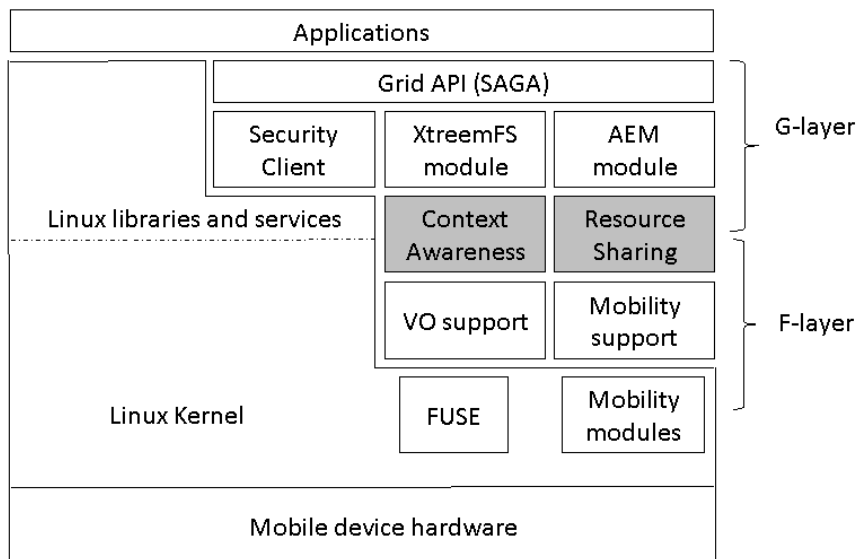 Applications
Grid API (SAGA)
G-layer
Security
Client
XtreemFS
module
AEM
module
Linux libraries and services
Context
Awareness
Resource
Sharing
VO support
Mobility
support
F-layer
Linux Kernel
FUSE
Mobility
modules
Mobile device hardware